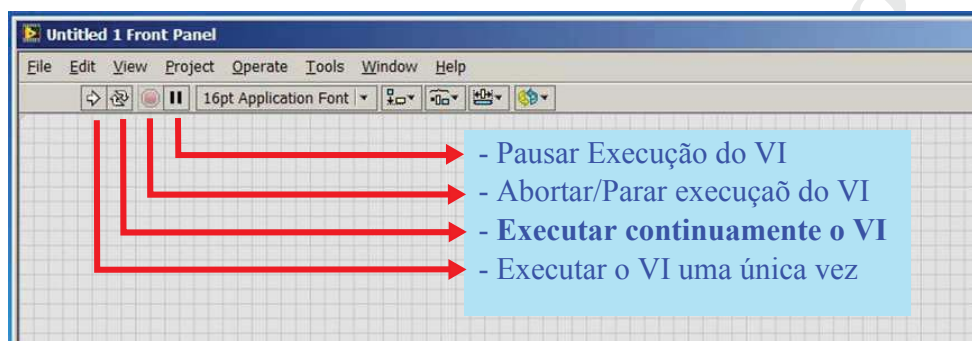 Untitled 1 Front Panel
File Edit View Project Operate Tools Window Help
16pt Application Font
- Pausar Execução do VI
- Abortar/Parar execuçaõ do VI
- Executar continuamente o VI
- Executar o VI uma única vez